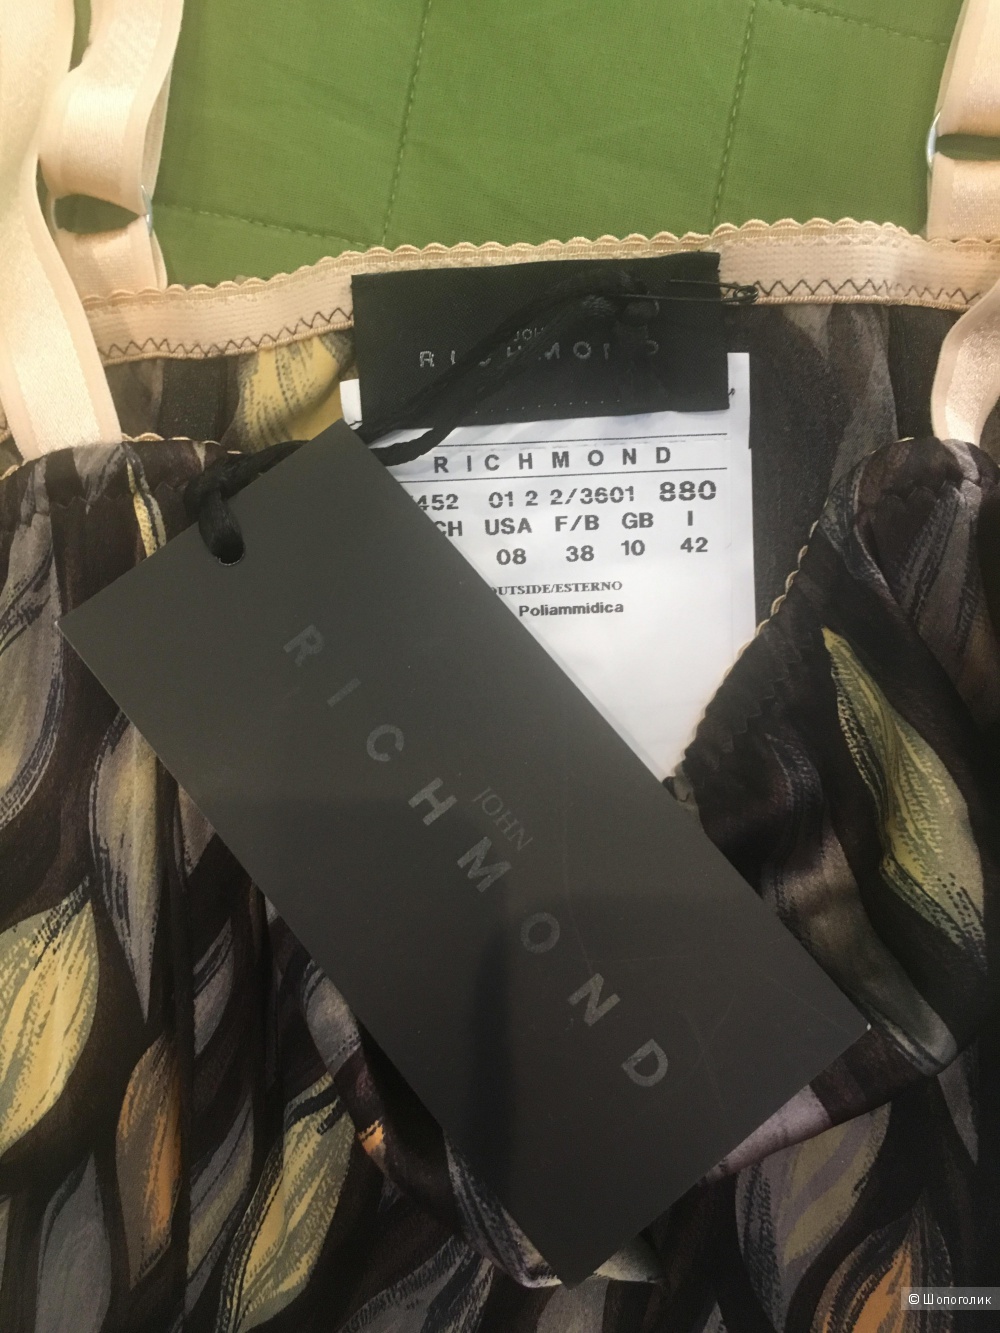 JOHN
RICHMOND
RICHMOND
452 01 2 2/3601 880
CH USA F/B GB I
08 38 10 42
OUTSIDE/ESTERNO
Poliammidica
JOHN
RICHMOND
© Шопоголик